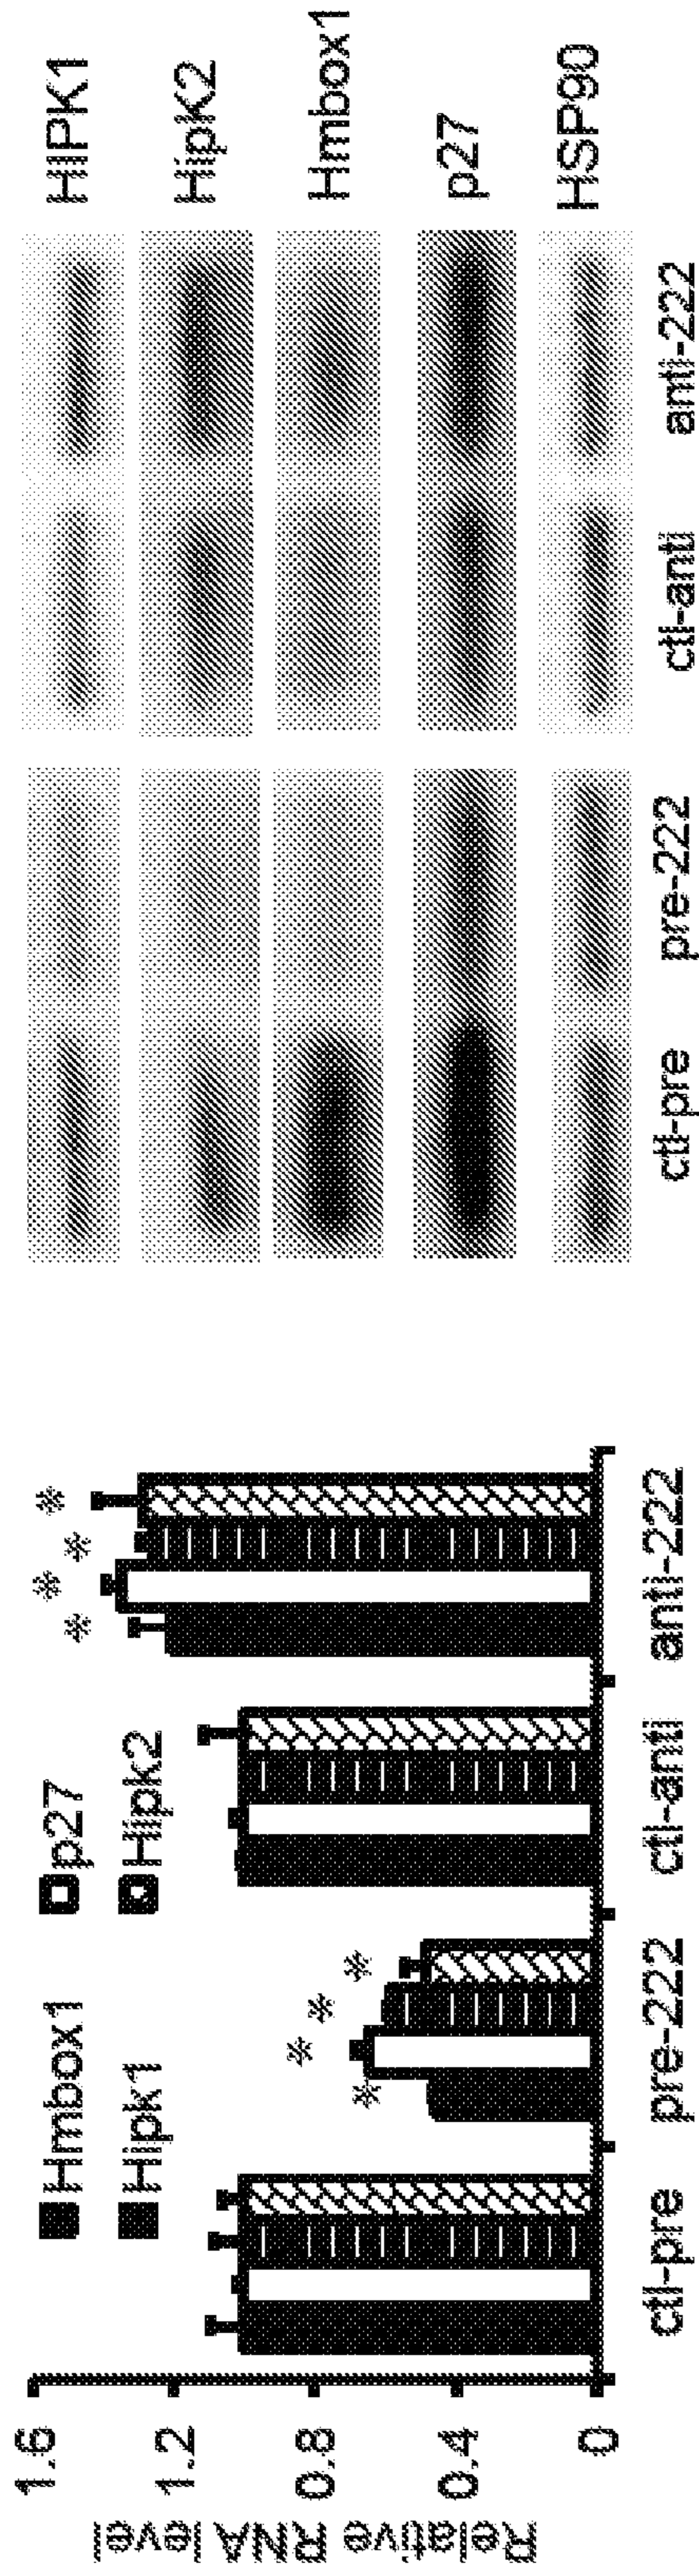 Relative RNA level
1.6
1.2
0.8
0.4
0
Hmbox1 p27
Hipk1 Hipk2
* * * *
* * * *
ctl-pre pre-222 ctl-anti anti-222
HIPK1
HipK2
Hmbox1
p27
HSP90
ctl-pre pre-222 ctl-anti anti-222